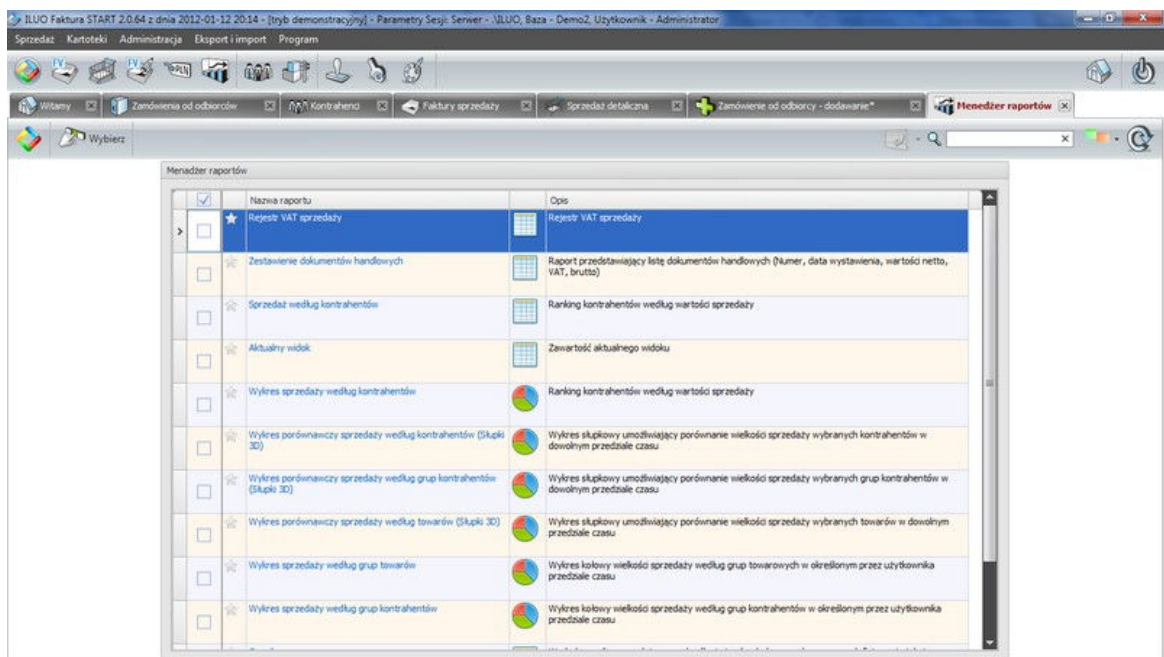 ILUO Faktura START 2.0.64 z dnia 2012-01-12 20:14 - [tryb demonstracyjny] - Parametry Sesji: Serwer - .\ILUO, Baza - Demo2, Użytkownik - Administrator
Sprzedaż Kartoteki Administracja Eksport i import Program
Witamy Zamówienia od odbiorców Kontrahenci Faktury sprzedaży Sprzedaż detaliczna Zamówienie od odbiorcy - dodawanie* Menedżer raportów
Wybierz
Menadżer raportów
Nazwa raportu Opis
Rejestr VAT sprzedaży Rejestr VAT sprzedaży
Zestawienie dokumentów handlowych Raport przedstawiający listę dokumentów handlowych (Numer, data wystawienia, wartości netto,
VAT, brutto)
Sprzedaż według kontrahentów Ranking kontrahentów według wartości sprzedaży
Aktualny widok Zawartość aktualnego widoku
Wykres sprzedaży według kontrahentów Ranking kontrahentów według wartości sprzedaży
Wykres porównawczy sprzedaży według kontrahentów (Słupki Wykres słupkowy umożliwiający porównanie wielkości sprzedaży wybranych kontrahentów w
3D) dowolnym przedziale czasu
Wykres porównawczy sprzedaży według grup kontrahentów Wykres słupkowy umożliwiający porównanie wielkości sprzedaży wybranych grup kontrahentów w
(Słupki 3D) dowolnym przedziale czasu
Wykres porównawczy sprzedaży według towarów (Słupki 3D) Wykres słupkowy umożliwiający porównanie wielkości sprzedaży wybranych towarów w dowolnym
przedziale czasu
Wykres sprzedaży według grup towarów Wykres kołowy wielkości sprzedaży według grup towarowych w określonym przez użytkownika
przedziale czasu
Wykres sprzedaży według grup kontrahentów Wykres kołowy wielkości sprzedaży według grup kontrahentów w określonym przez użytkownika
przedziale czasu